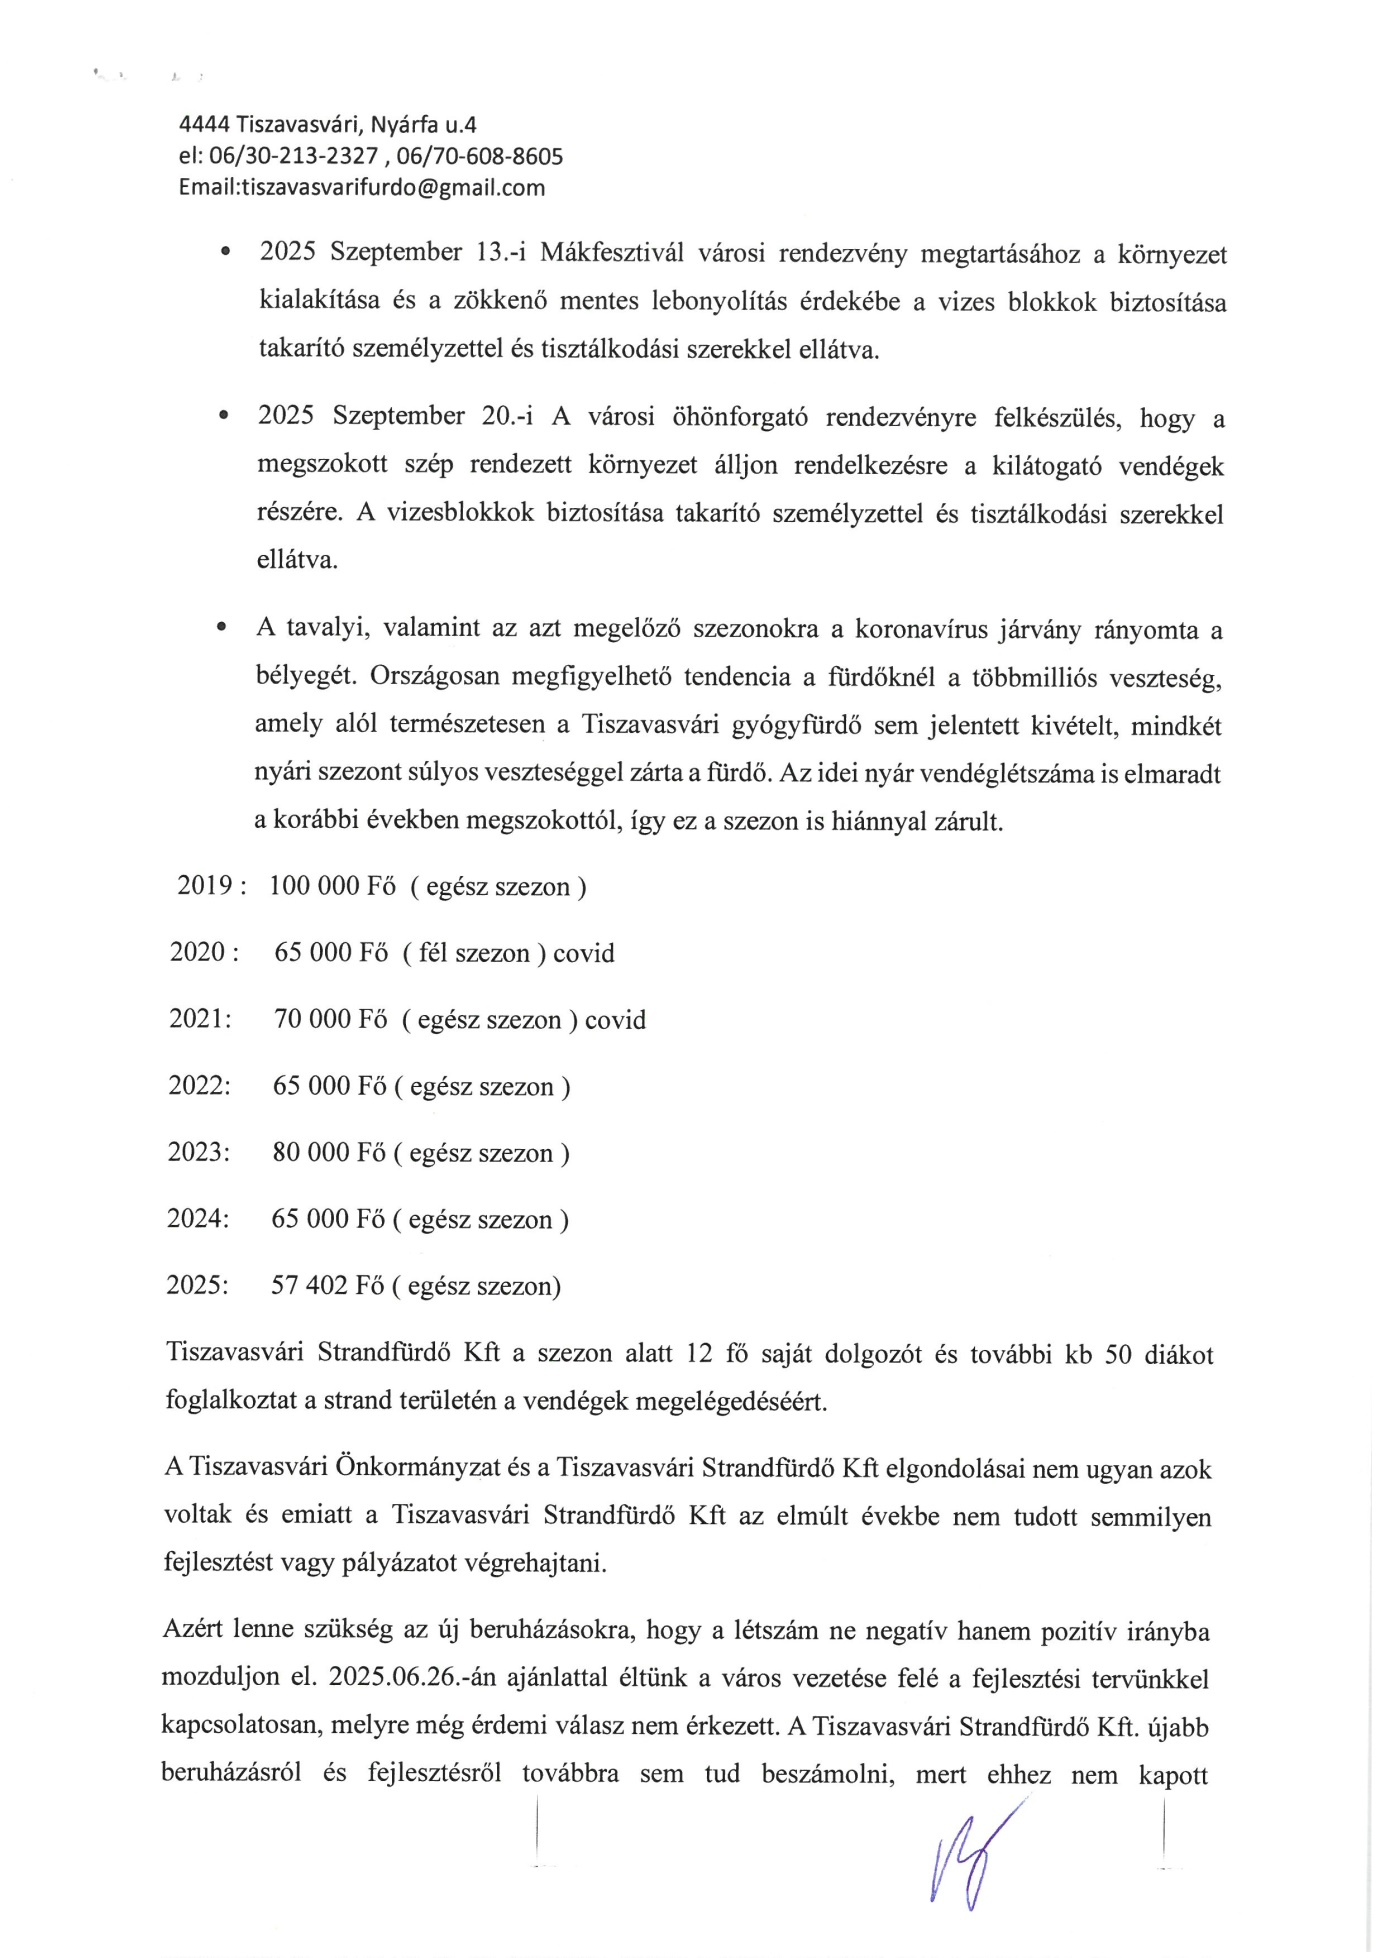 4444 Tiszavasvári, Nyárfa u.4
el: 06/30-213-2327 , 06/70-608-8605
Email:tiszavasvarifurdo@gmail.com
• 2025 Szeptember 13.-i Mákfesztivál városi rendezvény megtartásához a környezet
kialakítása és a zökkenő mentes lebonyolítás érdekébe a vizes blokkok biztosítása
takarító személyzettel és tisztálkodási szerekkel ellátva.
• 2025 Szeptember 20.-i A városi öhönforgató rendezvényre felkészülés, hogy a
megszokott szép rendezett környezet álljon rendelkezésre a kilátogató vendégek
részére. A vizesblokkok biztosítása takarító személyzettel és tisztálkodási szerekkel
ellátva.
• A tavalyi, valamint az azt megelőző szezonokra a koronavírus járvány rányomta a
bélyegét. Országosan megfigyelhető tendencia a fürdőknél a többmilliós veszteség,
amely alól természetesen a Tiszavasvári gyógyfürdő sem jelentett kivételt, mindkét
nyári szezont súlyos veszteséggel zárta a fürdő. Az idei nyár vendéglétszáma is elmaradt
a korábbi években megszokottól, így ez a szezon is hiánnyal zárult.
2019 : 100 000 Fő ( egész szezon )
2020 : 65 000 Fő ( fél szezon ) covid
2021: 70 000 Fő ( egész szezon ) covid
2022: 65 000 Fő ( egész szezon )
2023: 80 000 Fő ( egész szezon )
2024: 65 000 Fő ( egész szezon )
2025: 57 402 Fő ( egész szezon)
Tiszavasvári Strandfürdő Kft a szezon alatt 12 fő saját dolgozót és további kb 50 diákot
foglalkoztat a strand területén a vendégek megelégedéséért.
A Tiszavasvári Önkormányzat és a Tiszavasvári Strandfürdő Kft elgondolásai nem ugyan azok
voltak és emiatt a Tiszavasvári Strandfürdő Kft az elmúlt évekbe nem tudott semmilyen
fejlesztést vagy pályázatot végrehajtani.
Azért lenne szükség az új beruházásokra, hogy a létszám ne negatív hanem pozitív irányba
mozduljon el. 2025.06.26.-án ajánlattal éltünk a város vezetése felé a fejlesztési tervünkkel
kapcsolatosan, melyre még érdemi válasz nem érkezett. A Tiszavasvári Strandfürdő Kft. újabb
beruházásról és fejlesztésről továbbra sem tud beszámolni, mert ehhez nem kapott